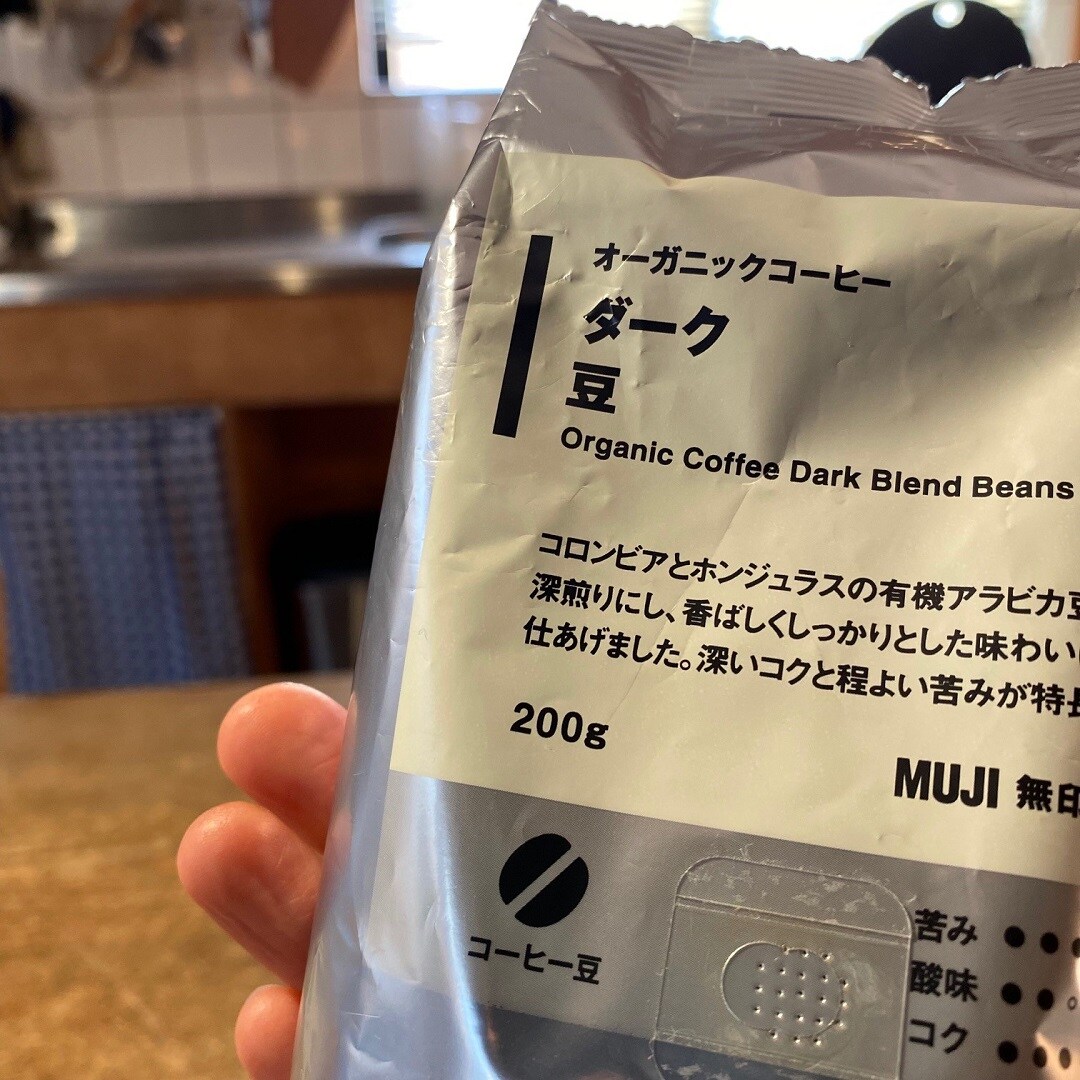 オーガニックコーヒー
ダーク
豆
Organic Coffee Dark Blend Beans
コロンビアとホンジュラスの有機アラビカ豆
深煎りにし、香ばしくしっかりとした味わい
仕あげました。深いコクと程よい苦みが特長
200g
MUJI 無印
コーヒー豆
苦み ●●●
酸味 ●●○
コク ●●●